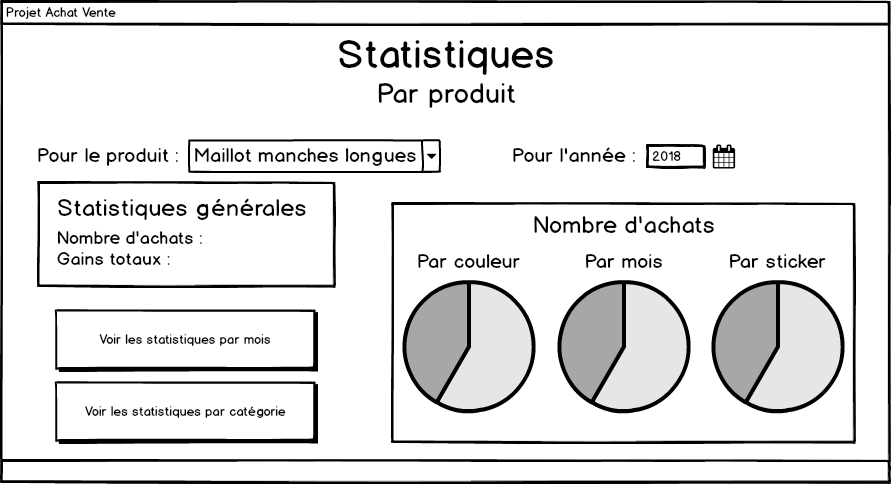 Projet Achat Vente
Statistiques
Par produit
Pour le produit : Maillot manches longues
Pour l'année : 2018
Statistiques générales
Nombre d'achats :
Gains totaux :
Voir les statistiques par mois
Voir les statistiques par catégorie
Nombre d'achats
Par couleur
Par mois
Par sticker